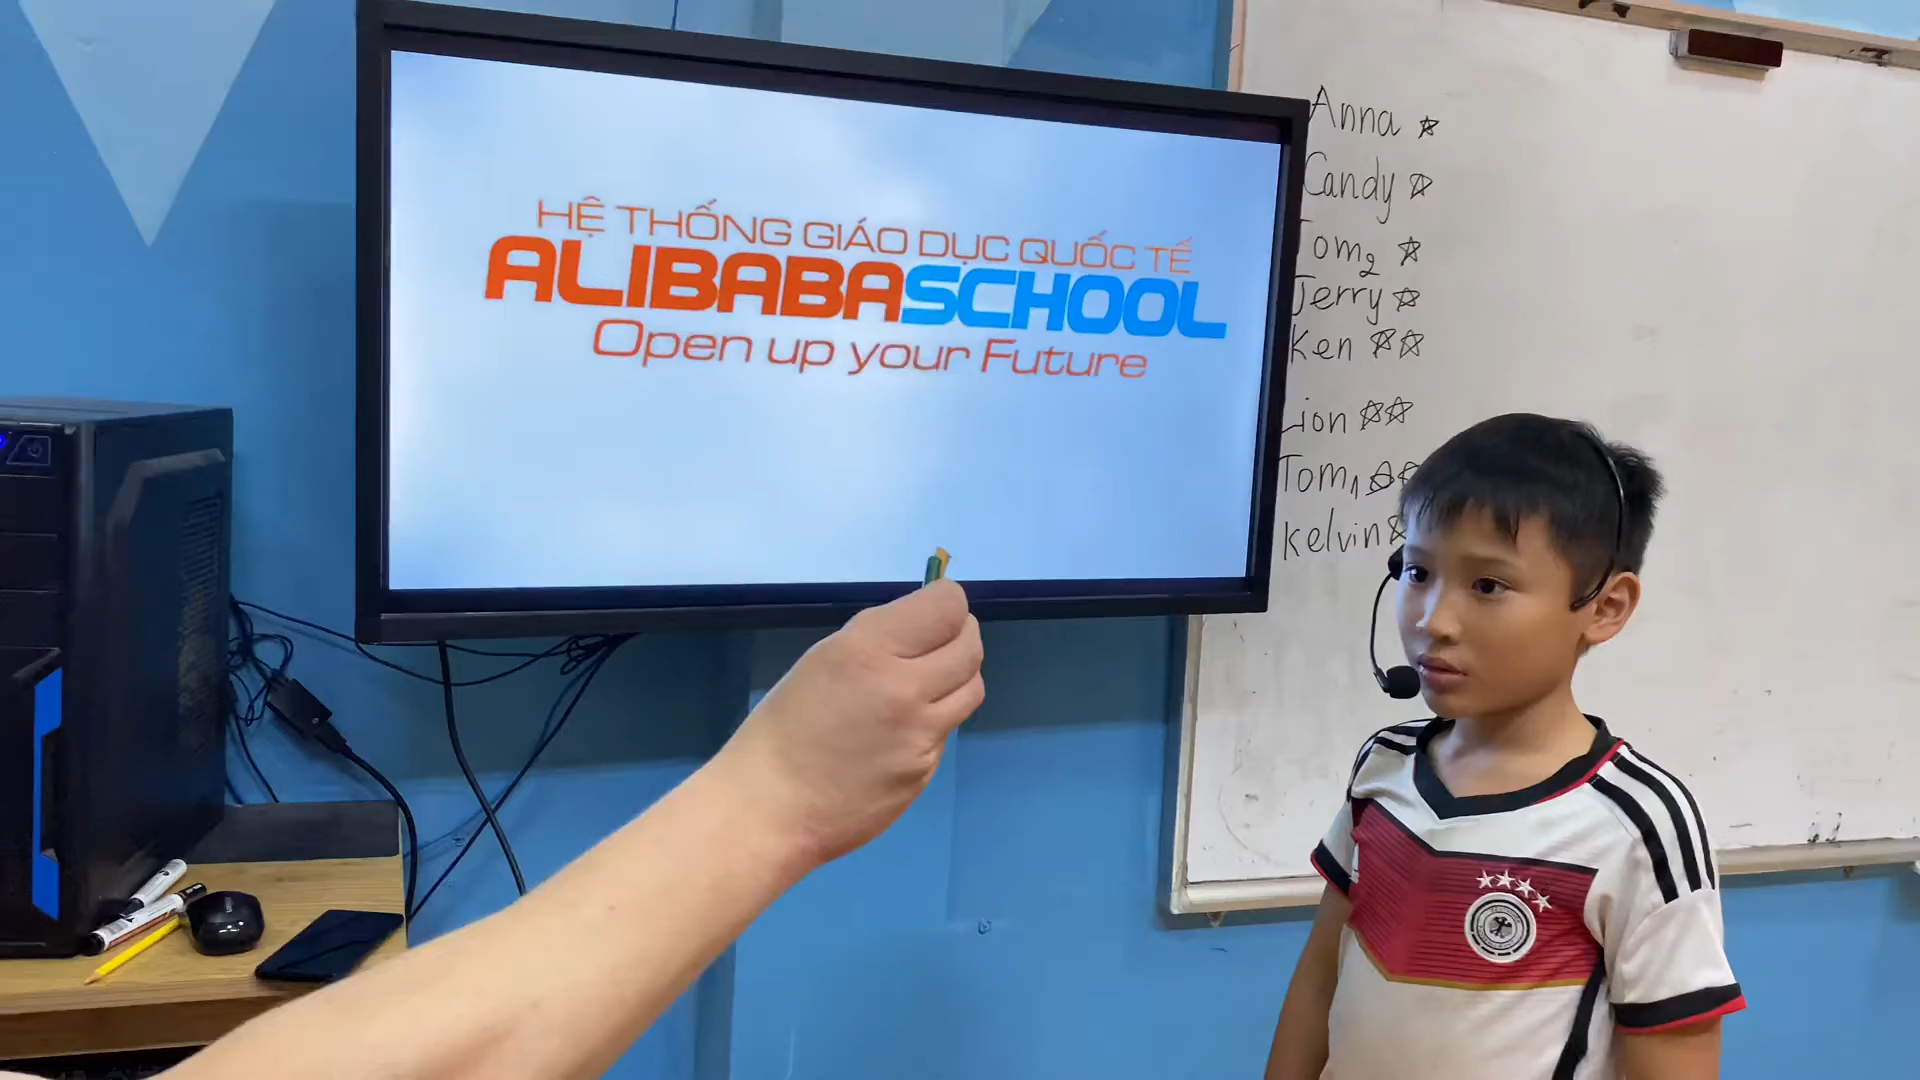 HỆ THỐNG GIÁO DỤC QUỐC TẾ
ALIBABASCHOOL
Open up your Future
Anna
Candy
Tom2
Jerry
Ken
Lion
Tom1
Kelvin